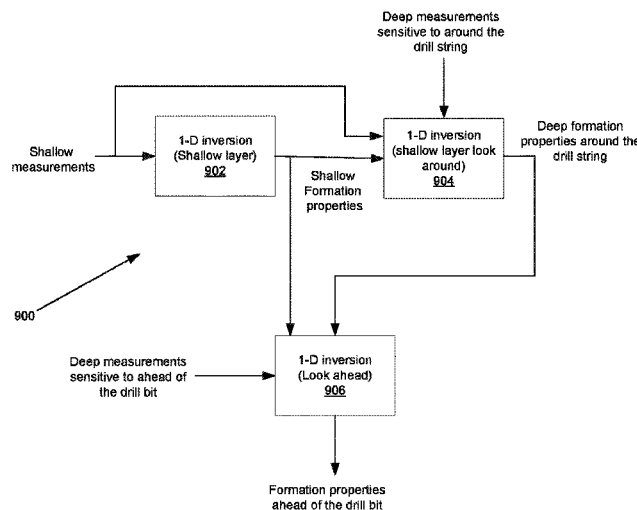 Deep measurements
sensitive to around the
drill string
1-D inversion
(Shallow layer)
902
1-D inversion
(shallow layer look
around)
904
Deep formation
properties around the
drill string
Shallow
measurements
Shallow
Formation
properties
900
Deep measurements
sensitive to ahead of
the drill bit
1-D inversion
(Look ahead)
906
Formation properties
ahead of the drill bit